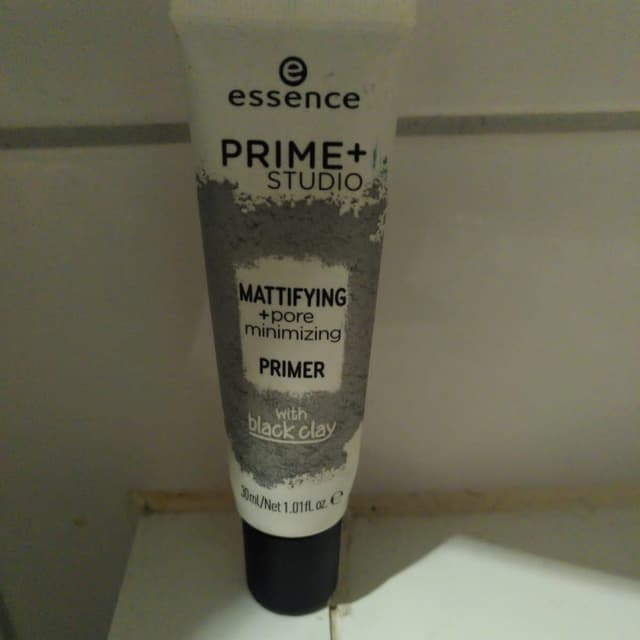 e
essence
PRIME+
STUDIO
MATTIFYING
+pore
minimizing
PRIMER
with
black clay
30ml/Net 1.01fl. oz. ℮